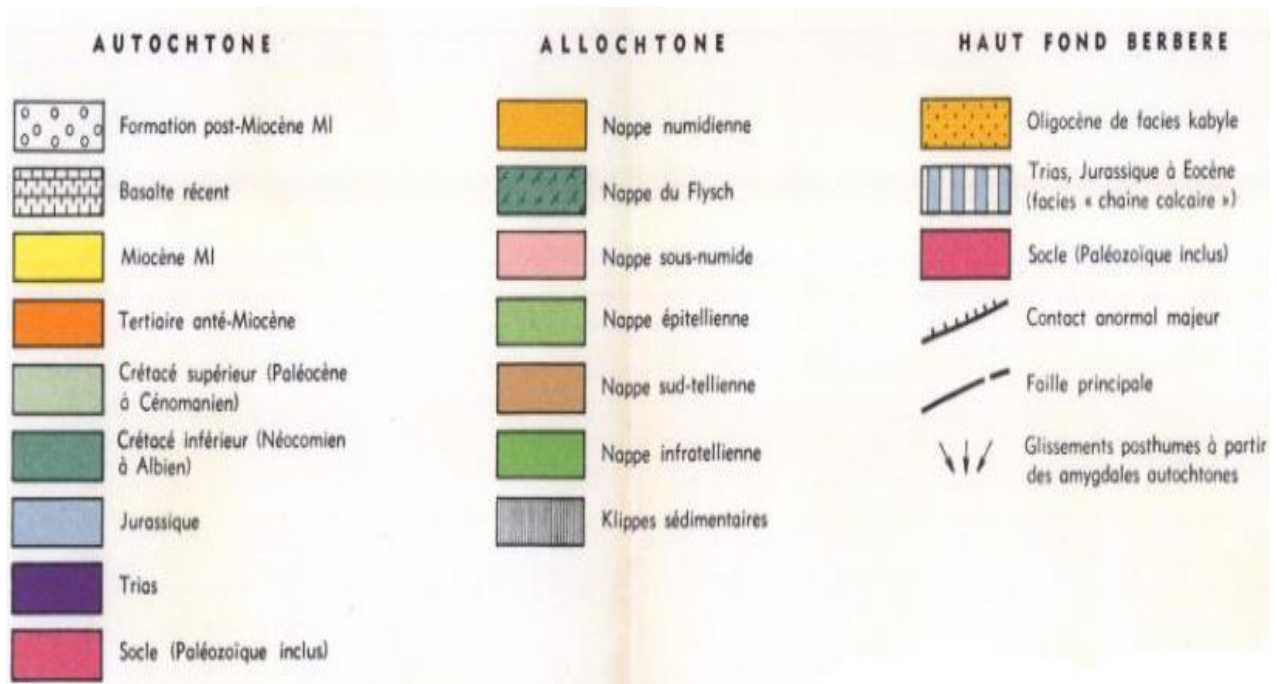 AUTOCHTONE
Formation post-Miocène MI
Basalte récent
Miocène MI
Tertiaire anté-Miocène
Crétacé supérieur (Paléocène
à Cénomanien)
Crétacé inférieur (Néocomien
à Albien)
Jurassique
Trias
Socle (Paléozoïque inclus)
ALLOCHTONE
Nappe numidienne
Nappe du Flysch
Nappe sous-numide
Nappe épitellienne
Nappe sud-tellienne
Nappe infratellienne
Klippes sédimentaires
HAUT FOND BERBERE
Oligocène de facies kabyle
Trias, Jurassique à Eocène
(facies « chaîne calcaire »)
Socle (Paléozoïque inclus)
Contact anormal majeur
Faille principale
Glissements posthumes à partir
des amygdales autochtones